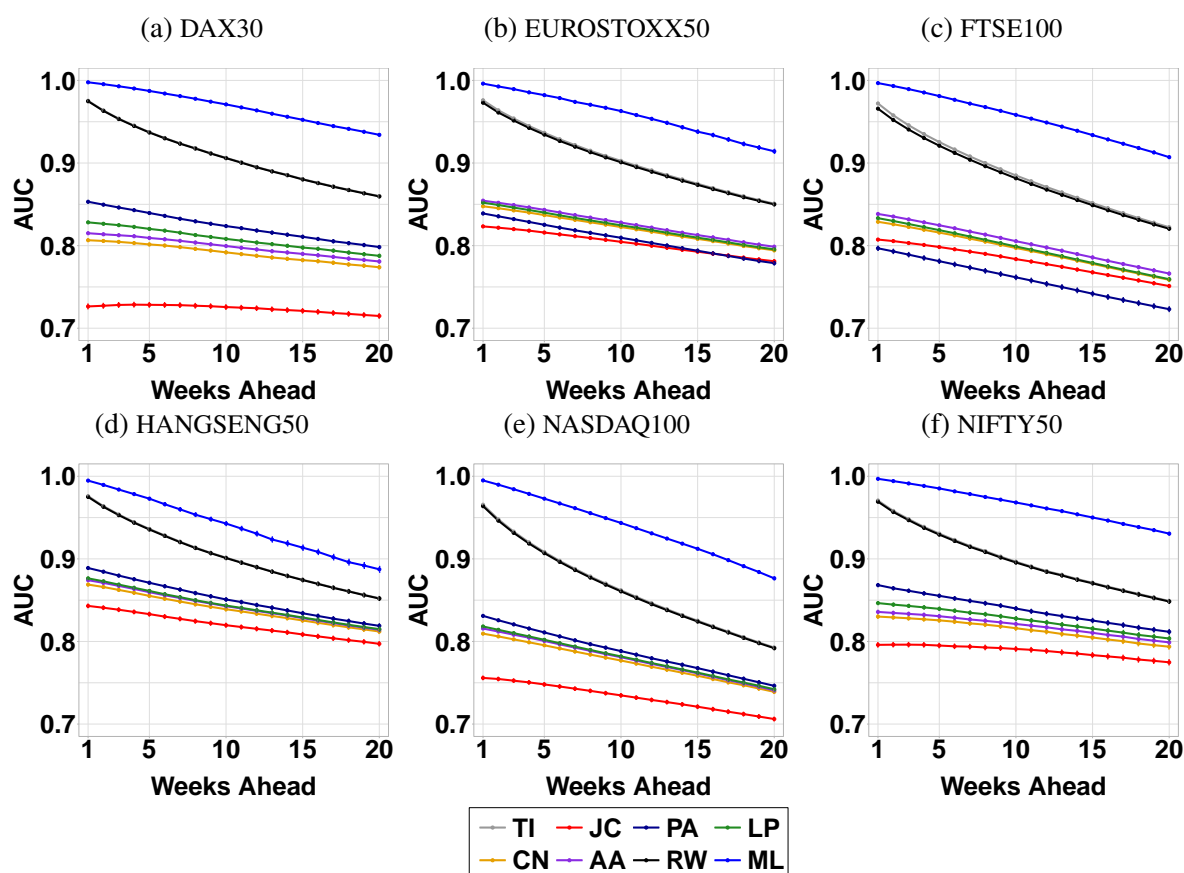 (a) DAX30
(b) EUROSTOXX50
(c) FTSE100
1.0
0.9
0.8
0.7
AUC
1 5 10 15 20
Weeks Ahead
1.0
0.9
0.8
0.7
AUC
1 5 10 15 20
Weeks Ahead
1.0
0.9
0.8
0.7
AUC
1 5 10 15 20
Weeks Ahead
(d) HANGSENG50
(e) NASDAQ100
(f) NIFTY50
1.0
0.9
0.8
0.7
AUC
1 5 10 15 20
Weeks Ahead
1.0
0.9
0.8
0.7
AUC
1 5 10 15 20
Weeks Ahead
1.0
0.9
0.8
0.7
AUC
1 5 10 15 20
Weeks Ahead
TI JC PA LP
CN AA RW ML